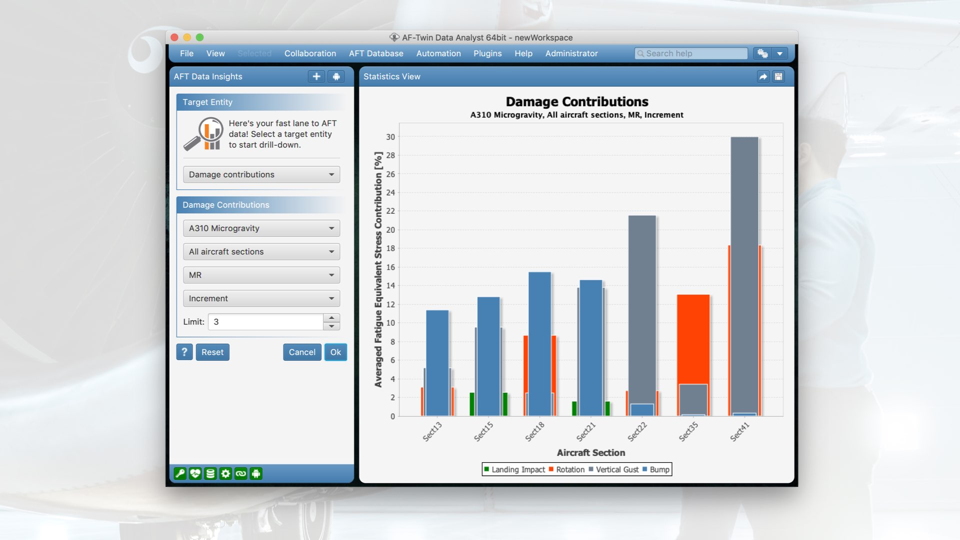 AF-Twin Data Analyst 64bit - newWorkspace
File View Selected Collaboration AFT Database Automation Plugins Help Administrator Search help
AFT Data Insights
Target Entity
Here's your fast lane to AFT
data! Select a target entity
to start drill-down.
Damage contributions
Damage Contributions
A310 Microgravity
All aircraft sections
MR
Increment
Limit: 3
? Reset Cancel Ok
Statistics View
Damage Contributions
A310 Microgravity, All aircraft sections, MR, Increment
Averaged Fatigue Equivalent Stress Contribution [%]
30
28
26
24
22
20
18
16
14
12
10
8
6
4
2
0
Sect13 Sect15 Sect18 Sect21 Sect22 Sect35 Sect41
Aircraft Section
Landing Impact Rotation Vertical Gust Bump